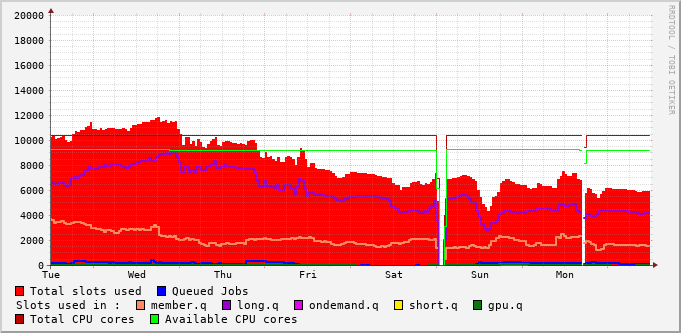 RRDTOOL / TOBI OETIKER
20000
18000
16000
14000
12000
10000
8000
6000
4000
2000
0
Tue Wed Thu Fri Sat Sun Mon
Total slots used Queued Jobs
Slots used in : member.q long.q ondemand.q short.q gpu.q
Total CPU cores Available CPU cores